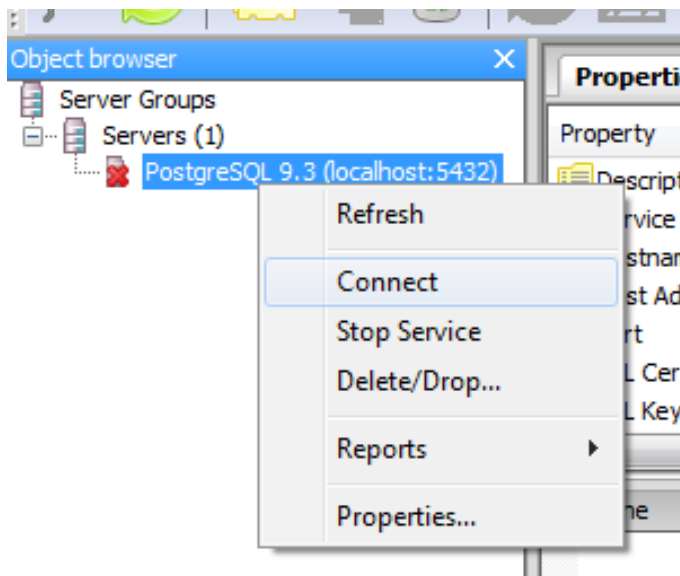 Object browser
Server Groups
Servers (1)
PostgreSQL 9.3 (localhost:5432)
Refresh
Connect
Stop Service
Delete/Drop...
Reports
Properties...
Property